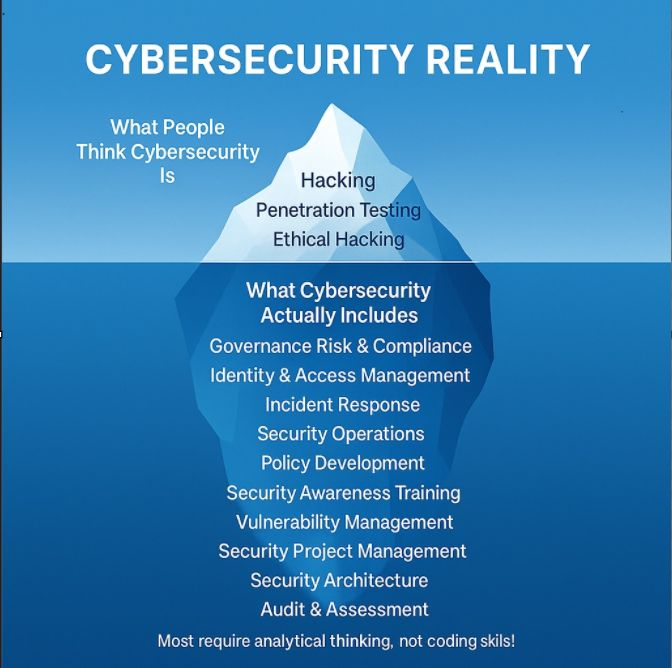 CYBERSECURITY REALITY
What People
Think Cybersecurity
Is
Hacking
Penetration Testing
Ethical Hacking
What Cybersecurity
Actually Includes
Governance Risk & Compliance
Identity & Access Management
Incident Response
Security Operations
Policy Development
Security Awareness Training
Vulnerability Management
Security Project Management
Security Architecture
Audit & Assessment
Most require analytical thinking, not coding skils!